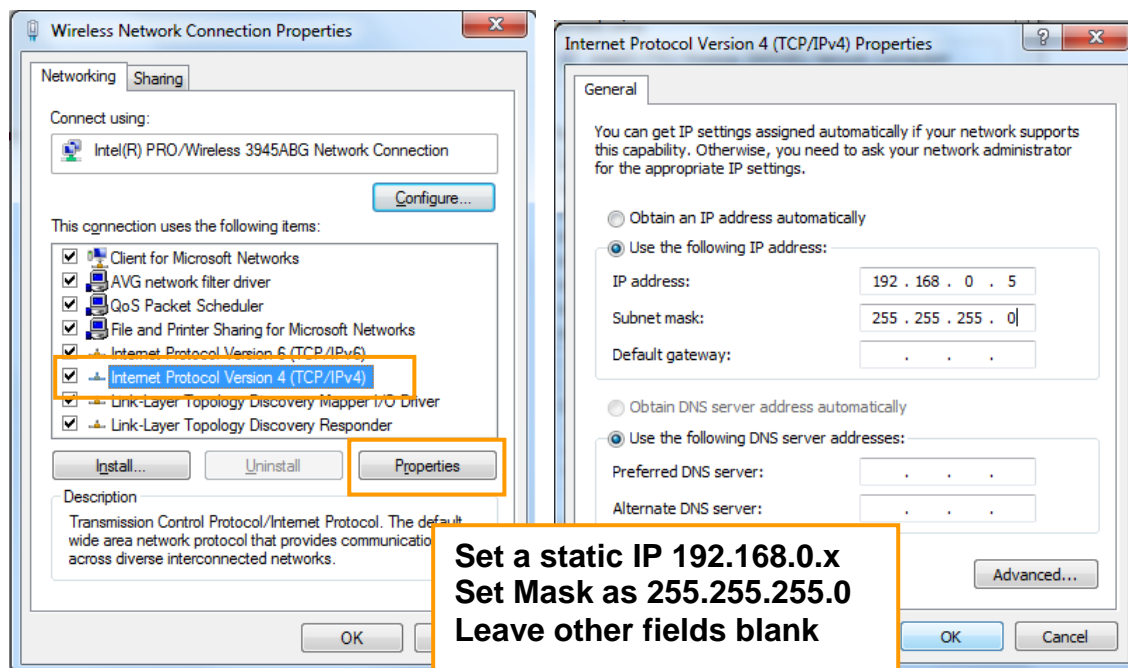 Wireless Network Connection Properties
Networking
Sharing
Connect using:
Intel(R) PRO/Wireless 3945ABG Network Connection
Configure...
This connection uses the following items:
Client for Microsoft Networks
AVG network filter driver
QoS Packet Scheduler
File and Printer Sharing for Microsoft Networks
Internet Protocol Version 6 (TCP/IPv6)
Internet Protocol Version 4 (TCP/IPv4)
Link-Layer Topology Discovery Mapper I/O Driver
Link-Layer Topology Discovery Responder
Install...
Uninstall
Properties
Description
Transmission Control Protocol/Internet Protocol. The default
wide area network protocol that provides communication
across diverse interconnected networks.
OK
Internet Protocol Version 4 (TCP/IPv4) Properties
General
You can get IP settings assigned automatically if your network supports
this capability. Otherwise, you need to ask your network administrator
for the appropriate IP settings.
Obtain an IP address automatically
Use the following IP address:
IP address: 192 . 168 . 0 . 5
Subnet mask: 255 . 255 . 255 . 0
Default gateway: . . .
Obtain DNS server address automatically
Use the following DNS server addresses:
Preferred DNS server: . . .
Alternate DNS server: . . .
Advanced...
OK
Cancel
Set a static IP 192.168.0.x
Set Mask as 255.255.255.0
Leave other fields blank